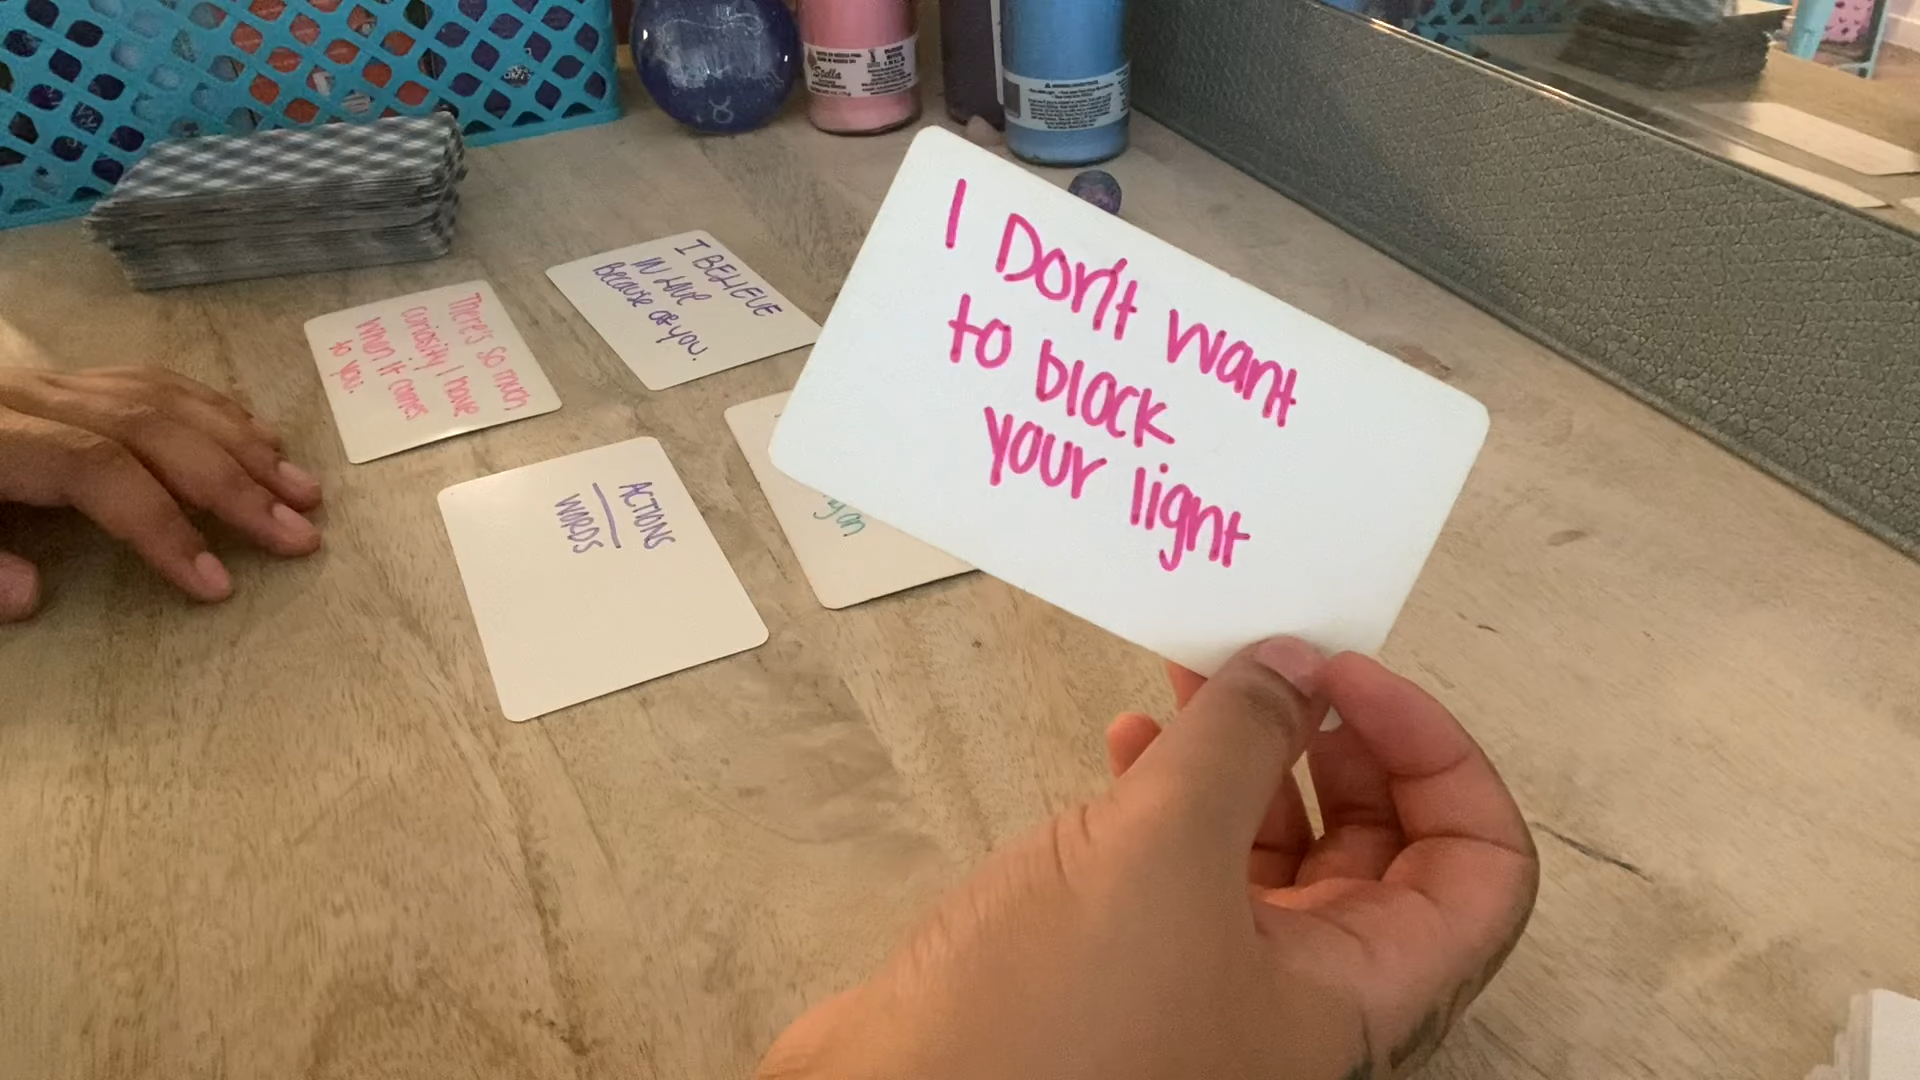 I Don't want
to block
your light
I BELIEVE
IN LOVE
Because of you.
There's so much
curiosity I have
when it comes
to you.
ACTIONS
WORDS
Stella